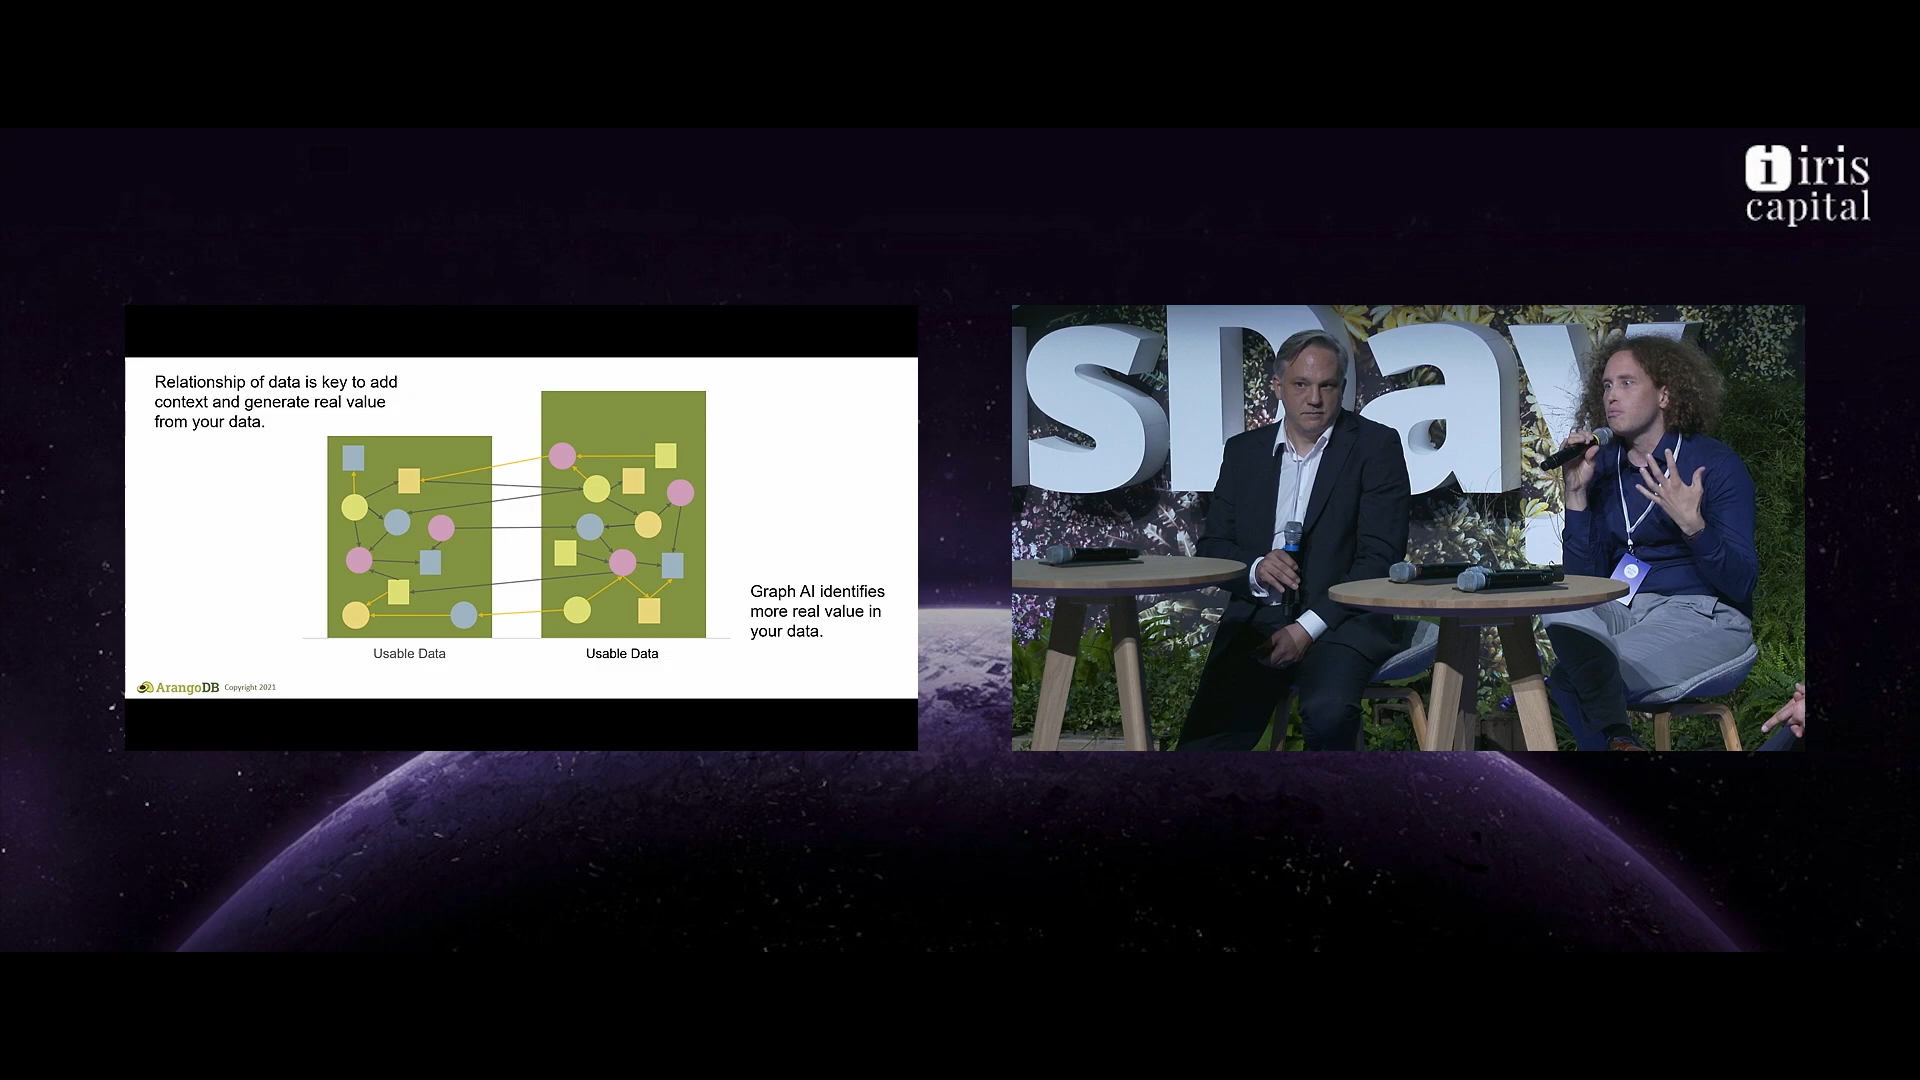 iris
capital
Relationship of data is key to add
context and generate real value
from your data.
Graph AI identifies
more real value in
your data.
Usable Data
Usable Data
ArangoDB Copyright 2021
sDay